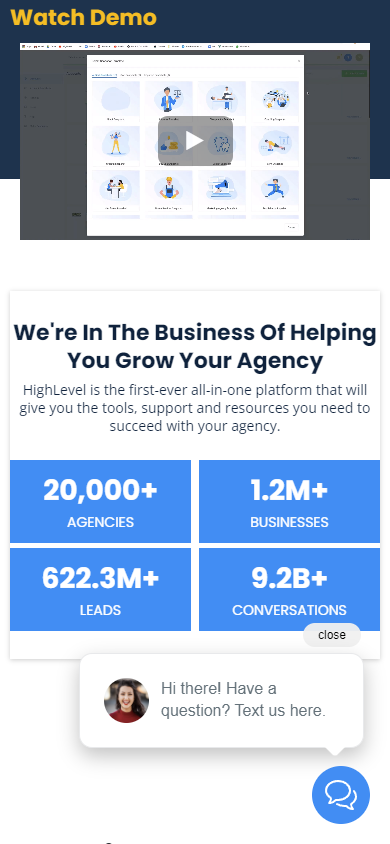 Watch Demo
We're In The Business Of Helping
You Grow Your Agency
HighLevel is the first-ever all-in-one platform that will
give you the tools, support and resources you need to
succeed with your agency.
20,000+
1.2M+
AGENCIES
BUSINESSES
622.3M+
9.2B+
LEADS
CONVERSATIONS
close
Hi there! Have a
question? Text us here.